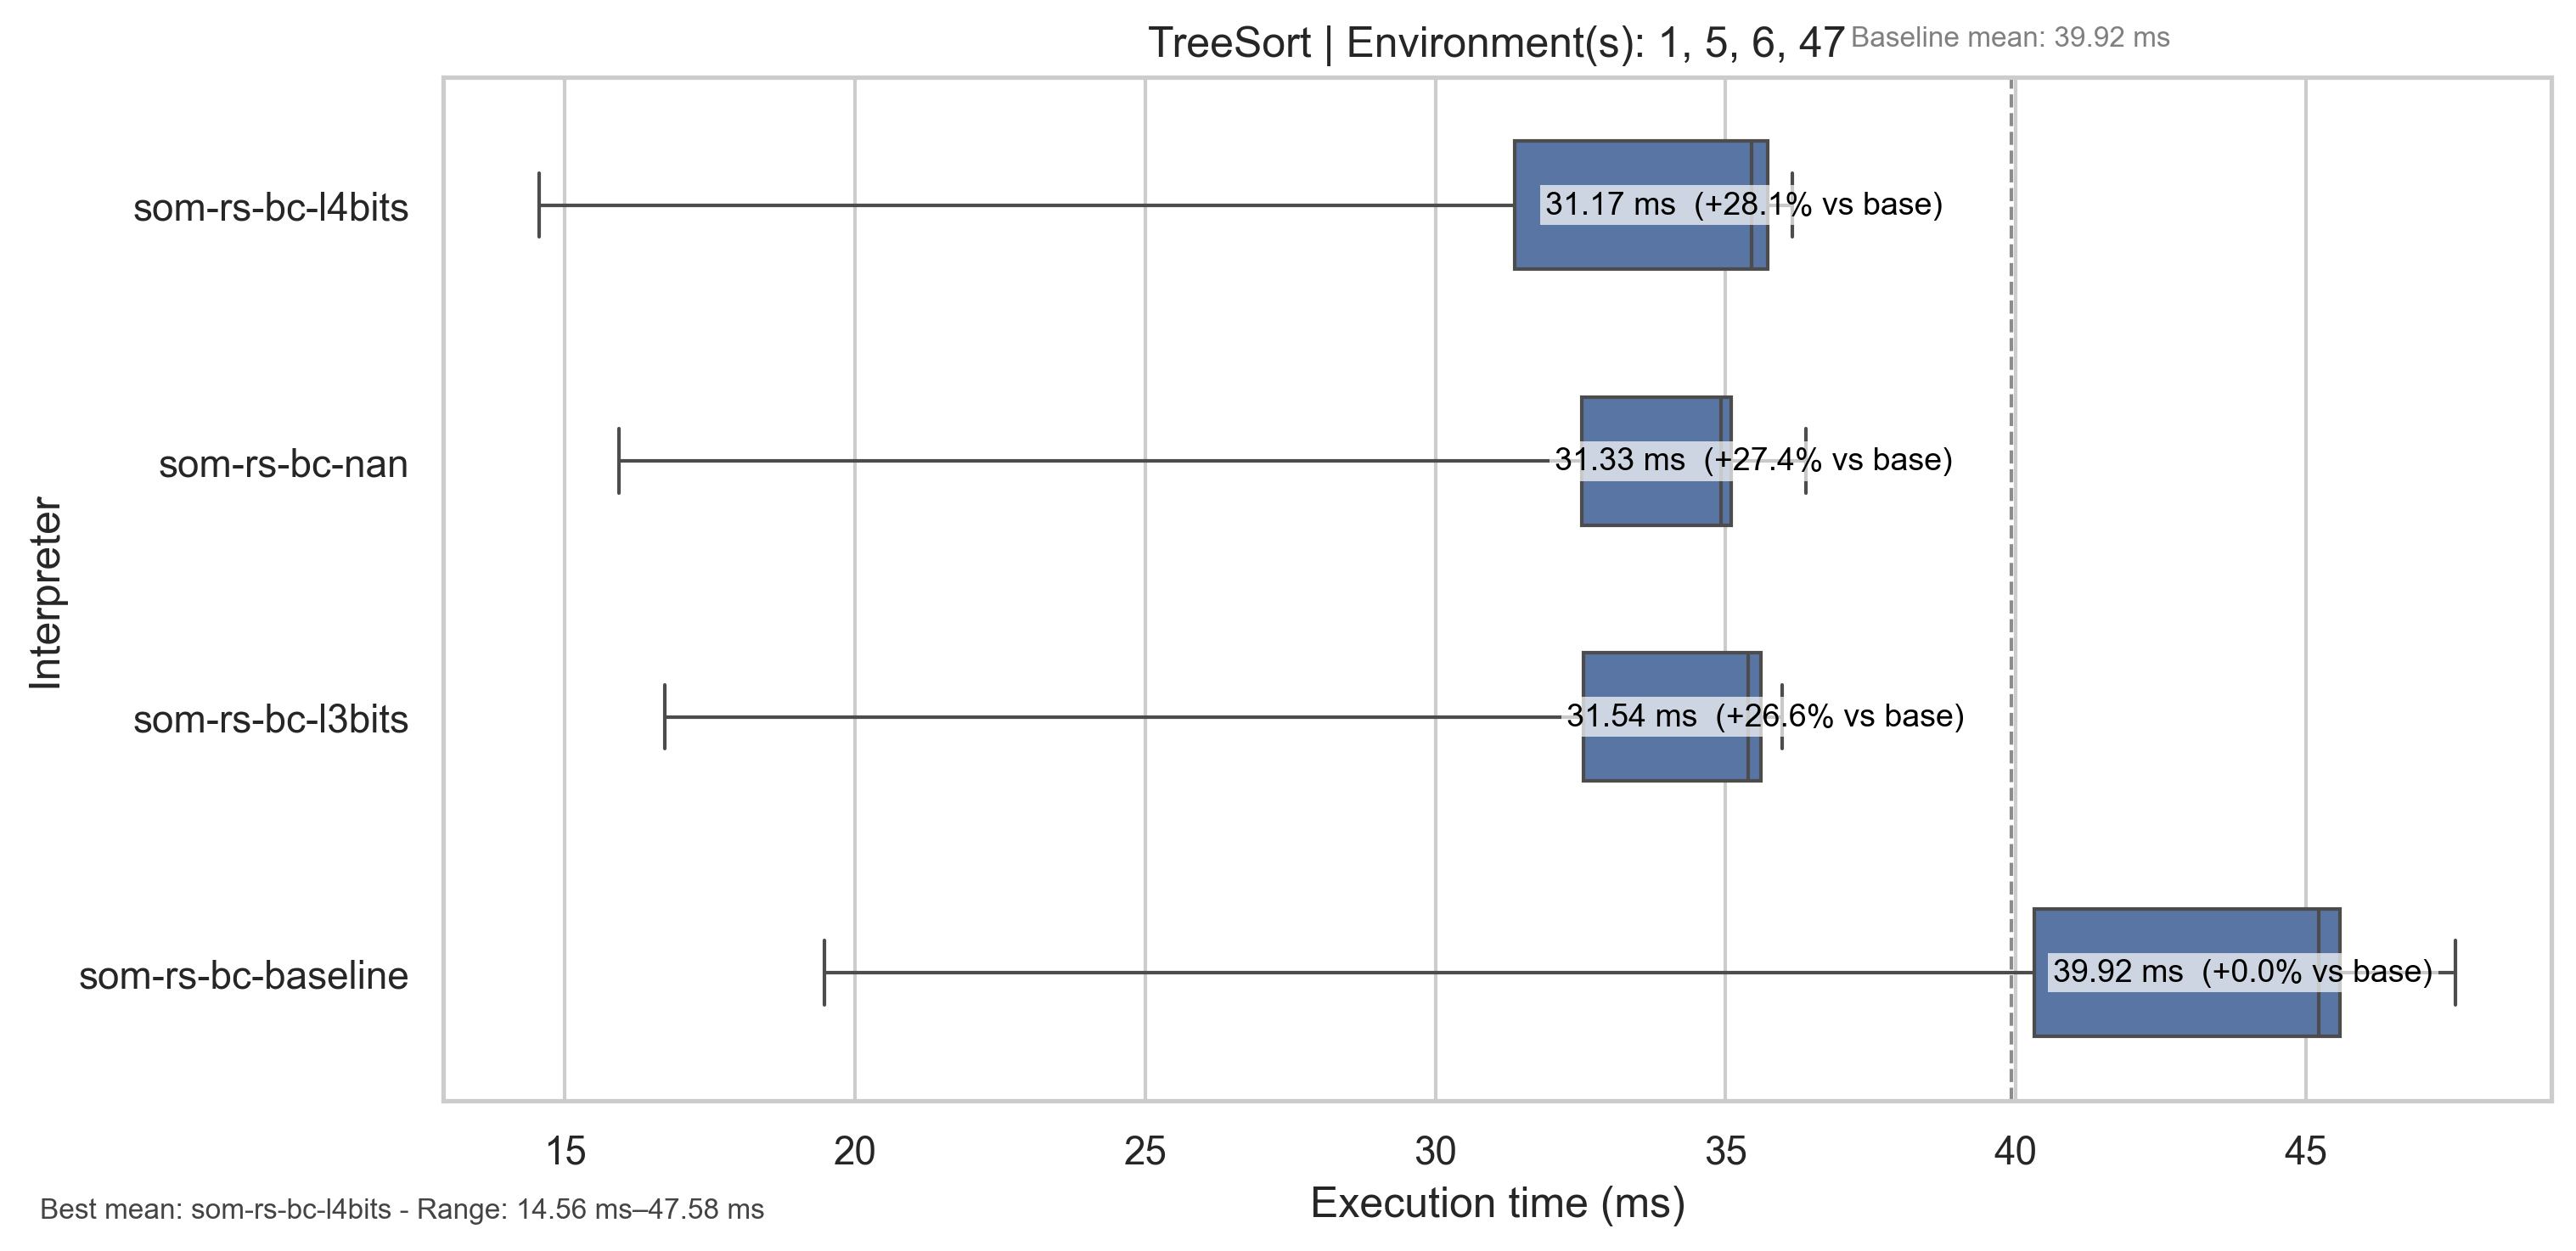 TreeSort | Environment(s): 1, 5, 6, 47
Baseline mean: 39.92 ms
Interpreter
som-rs-bc-l4bits
31.17 ms  (+28.1% vs base)
som-rs-bc-nan
31.33 ms  (+27.4% vs base)
som-rs-bc-l3bits
31.54 ms  (+26.6% vs base)
som-rs-bc-baseline
39.92 ms  (+0.0% vs base)
15 20 25 30 35 40 45
Execution time (ms)
Best mean: som-rs-bc-l4bits - Range: 14.56 ms–47.58 ms